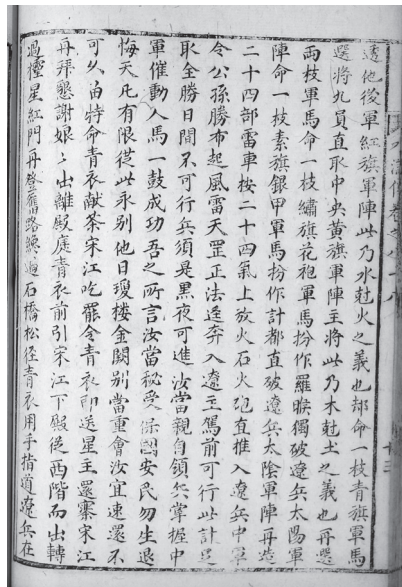 透他後軍紅旗軍陣此乃水尅火之義也却命一枝青旗軍馬
選將九員直取中央黃旗軍陣主將此乃木尅土之義也再選
兩枝軍馬命一枝繡旗花袍軍馬扮作羅睺獨破遼兵太陽軍
陣命一枝素旗銀甲軍馬扮作計都直破遼兵太陰軍陣再造
二十四部雷車按二十四氣上放火石火砲直推入遼兵中軍
令公孫勝布起風雷天罡正法逕奔入遼主駕前可行此計足
取全勝日間不可行兵須是黑夜可進汝當親自領兵掌握中
軍催動人馬一鼓成功吾之所言汝當秘受保國安民勿生退
悔天凡有限從此永別他日瓊樓金闕別當重會汝宜速還不
可久留特命青衣献茶宋江吃罷令青衣即送星主還寨宋江
再拜懇謝娘〻出離殿庭青衣前引宋江下殿從西階而出轉
過櫺星紅門再登舊路纔過石橋松徑青衣用手指道遼兵在